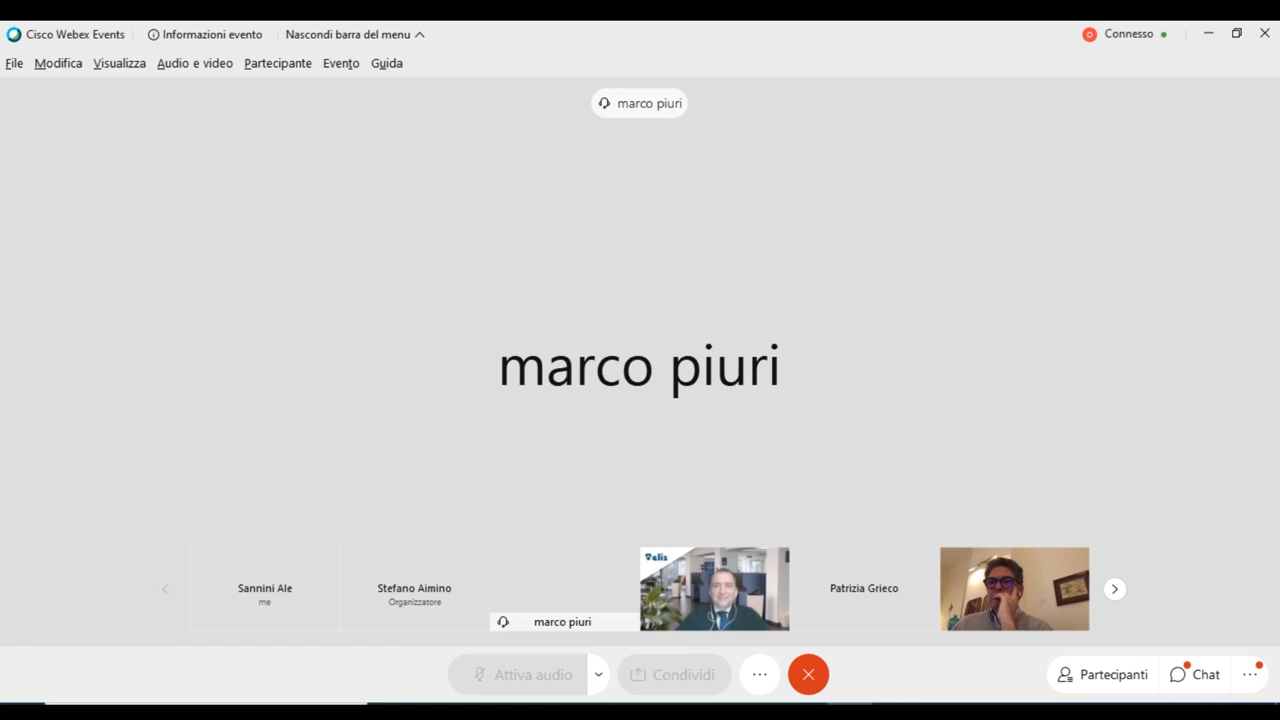 Cisco Webex Events Informazioni evento Nascondi barra del menu Connesso
File Modifica Visualizza Audio e video Partecipante Evento Guida
marco piuri
marco piuri
elis
Sannini Ale
me
Stefano Aimino
Organizzatore
marco piuri
Patrizia Grieco
Attiva audio Condividi Partecipanti Chat